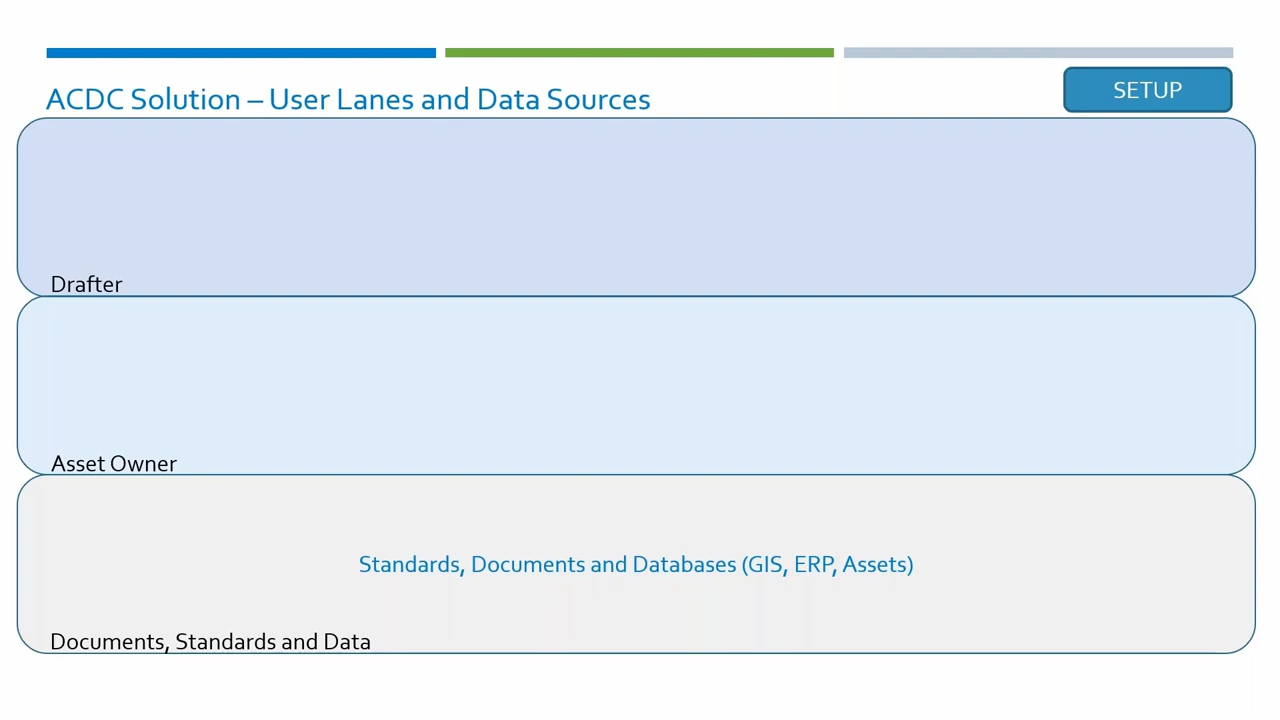 ACDC Solution – User Lanes and Data Sources
SETUP
Drafter
Asset Owner
Standards, Documents and Databases (GIS, ERP, Assets)
Documents, Standards and Data